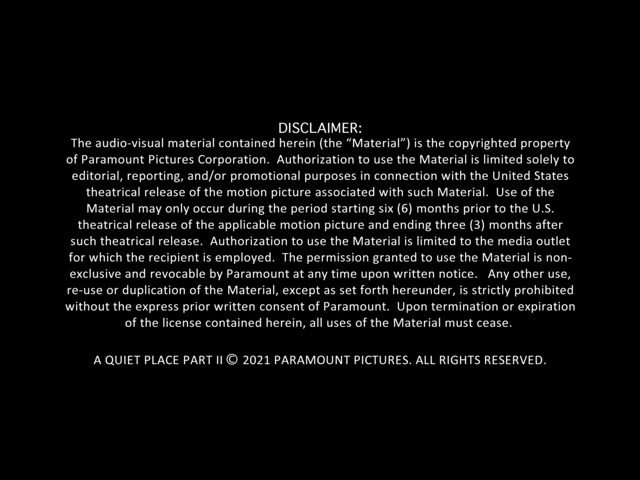 DISCLAIMER:
The audio-visual material contained herein (the “Material”) is the copyrighted property
of Paramount Pictures Corporation.  Authorization to use the Material is limited solely to
editorial, reporting, and/or promotional purposes in connection with the United States
theatrical release of the motion picture associated with such Material.  Use of the
Material may only occur during the period starting six (6) months prior to the U.S.
theatrical release of the applicable motion picture and ending three (3) months after
such theatrical release.  Authorization to use the Material is limited to the media outlet
for which the recipient is employed.  The permission granted to use the Material is non-
exclusive and revocable by Paramount at any time upon written notice.   Any other use,
re-use or duplication of the Material, except as set forth hereunder, is strictly prohibited
without the express prior written consent of Paramount.  Upon termination or expiration
of the license contained herein, all uses of the Material must cease.
A QUIET PLACE PART II © 2021 PARAMOUNT PICTURES. ALL RIGHTS RESERVED.